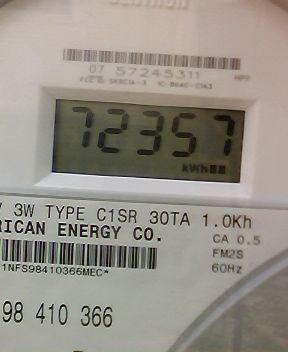 07 57245311 HPP
72357
kWh
3W TYPE C1SR 30TA 1.0Kh
RICAN ENERGY CO.
CA 0.5
FM2S
60Hz
1NFS98410366MEC*
98 410 366